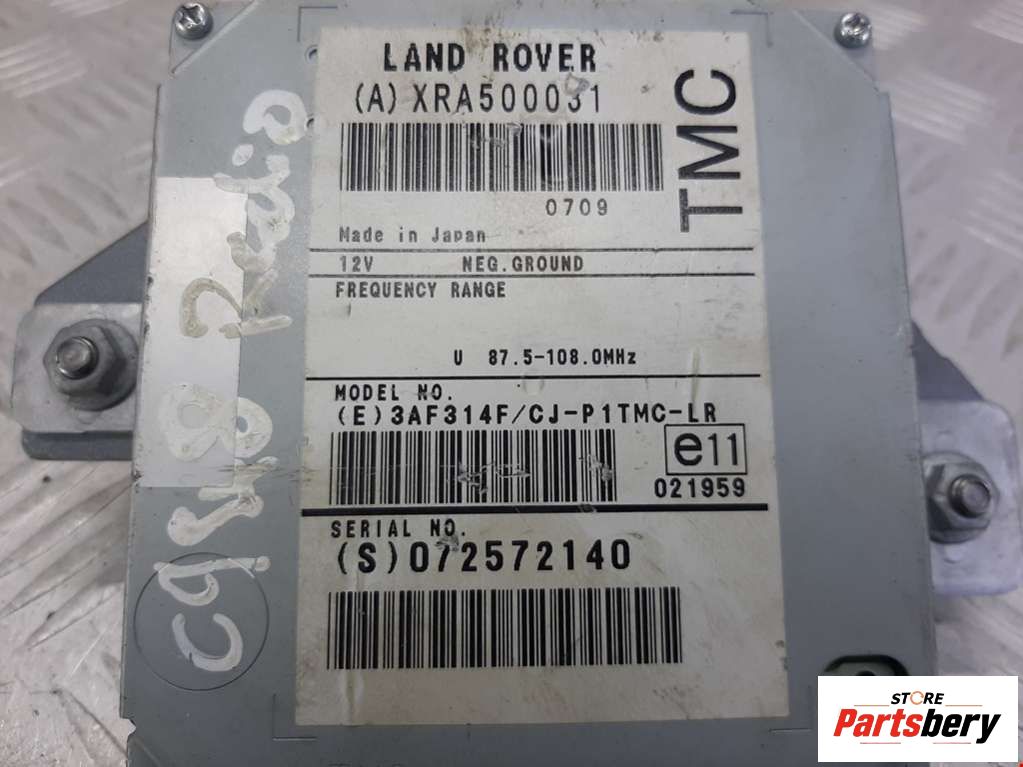 LAND ROVER
(A) XRA500031
TMC
0709
Made in Japan
12V NEG.GROUND
FREQUENCY RANGE
U 87.5-108.0MHz
MODEL NO.
(E)3AF314F/CJ-P1TMC-LR
e11
021959
SERIAL NO.
(S)072572140
Radio
STORE
Partsbery